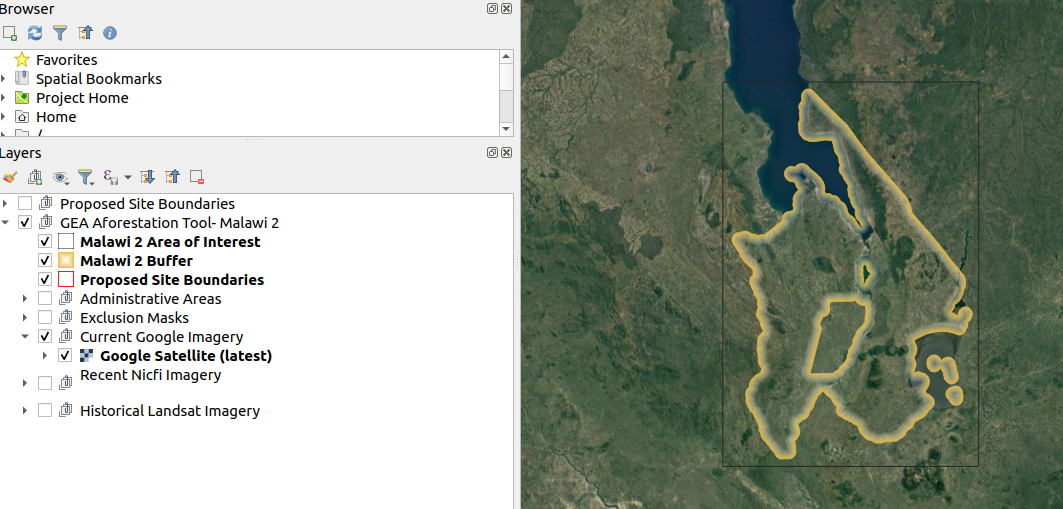 Browser
Favorites
Spatial Bookmarks
Project Home
Home
/
Layers
Proposed Site Boundaries
GEA Aforestation Tool- Malawi 2
Malawi 2 Area of Interest
Malawi 2 Buffer
Proposed Site Boundaries
Administrative Areas
Exclusion Masks
Current Google Imagery
Google Satellite (latest)
Recent Nicfi Imagery
Historical Landsat Imagery